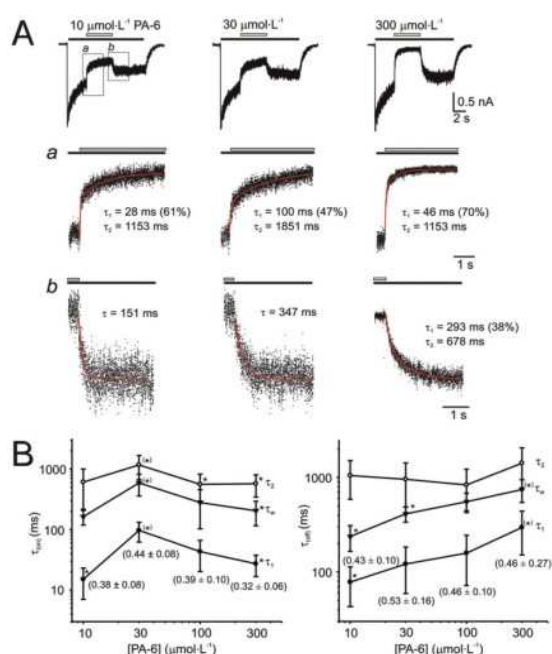 A
10 μmol·L⁻¹ PA-6
30 μmol·L⁻¹
300 μmol·L⁻¹
a
b
0.5 nA
2 s
a
τ₁ = 28 ms (61%)
τ₂ = 1153 ms
τ₁ = 100 ms (47%)
τ₂ = 1851 ms
τ₁ = 46 ms (70%)
τ₂ = 1153 ms
1 s
b
τ = 151 ms
τ = 347 ms
τ₁ = 293 ms (38%)
τ₂ = 678 ms
1 s
B
1000
100
10
(ms)
(*)
(*)
(*)
*
*
* τ₂
* τw
* τ₁
(0.38 ± 0.08)
(0.44 ± 0.08)
(0.39 ± 0.10)
(0.32 ± 0.06)
10
30
100
300
[PA-6] (μmol·L⁻¹)
1000
100
τoff (ms)
τ₂
(*) τw
(*) τ₁
*
*
*
(0.43 ± 0.10)
(0.53 ± 0.16)
(0.46 ± 0.10)
(0.46 ± 0.27)
10
30
100
300
[PA-6] (μmol·L⁻¹)